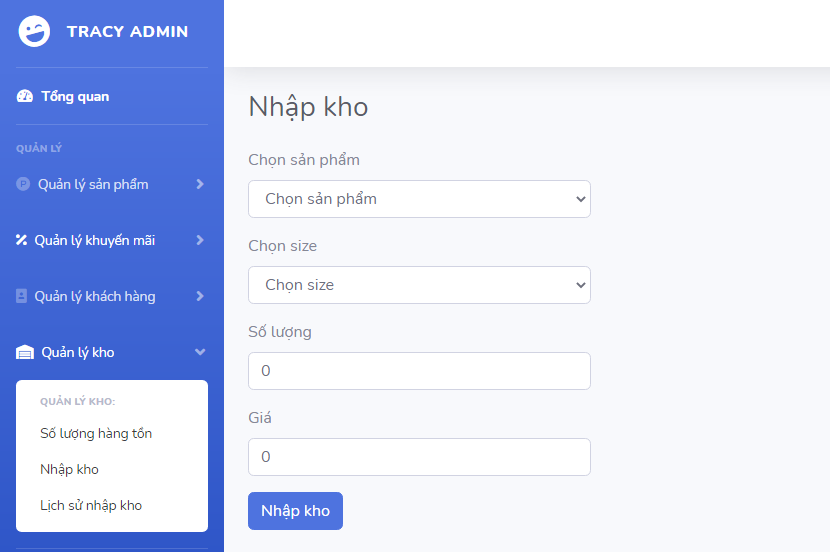 TRACY ADMIN
Tổng quan
QUẢN LÝ
Quản lý sản phẩm
Quản lý khuyến mãi
Quản lý khách hàng
Quản lý kho
QUẢN LÝ KHO:
Số lượng hàng tồn
Nhập kho
Lịch sử nhập kho
Nhập kho
Chọn sản phẩm
Chọn sản phẩm
Chọn size
Chọn size
Số lượng
0
Giá
0
Nhập kho